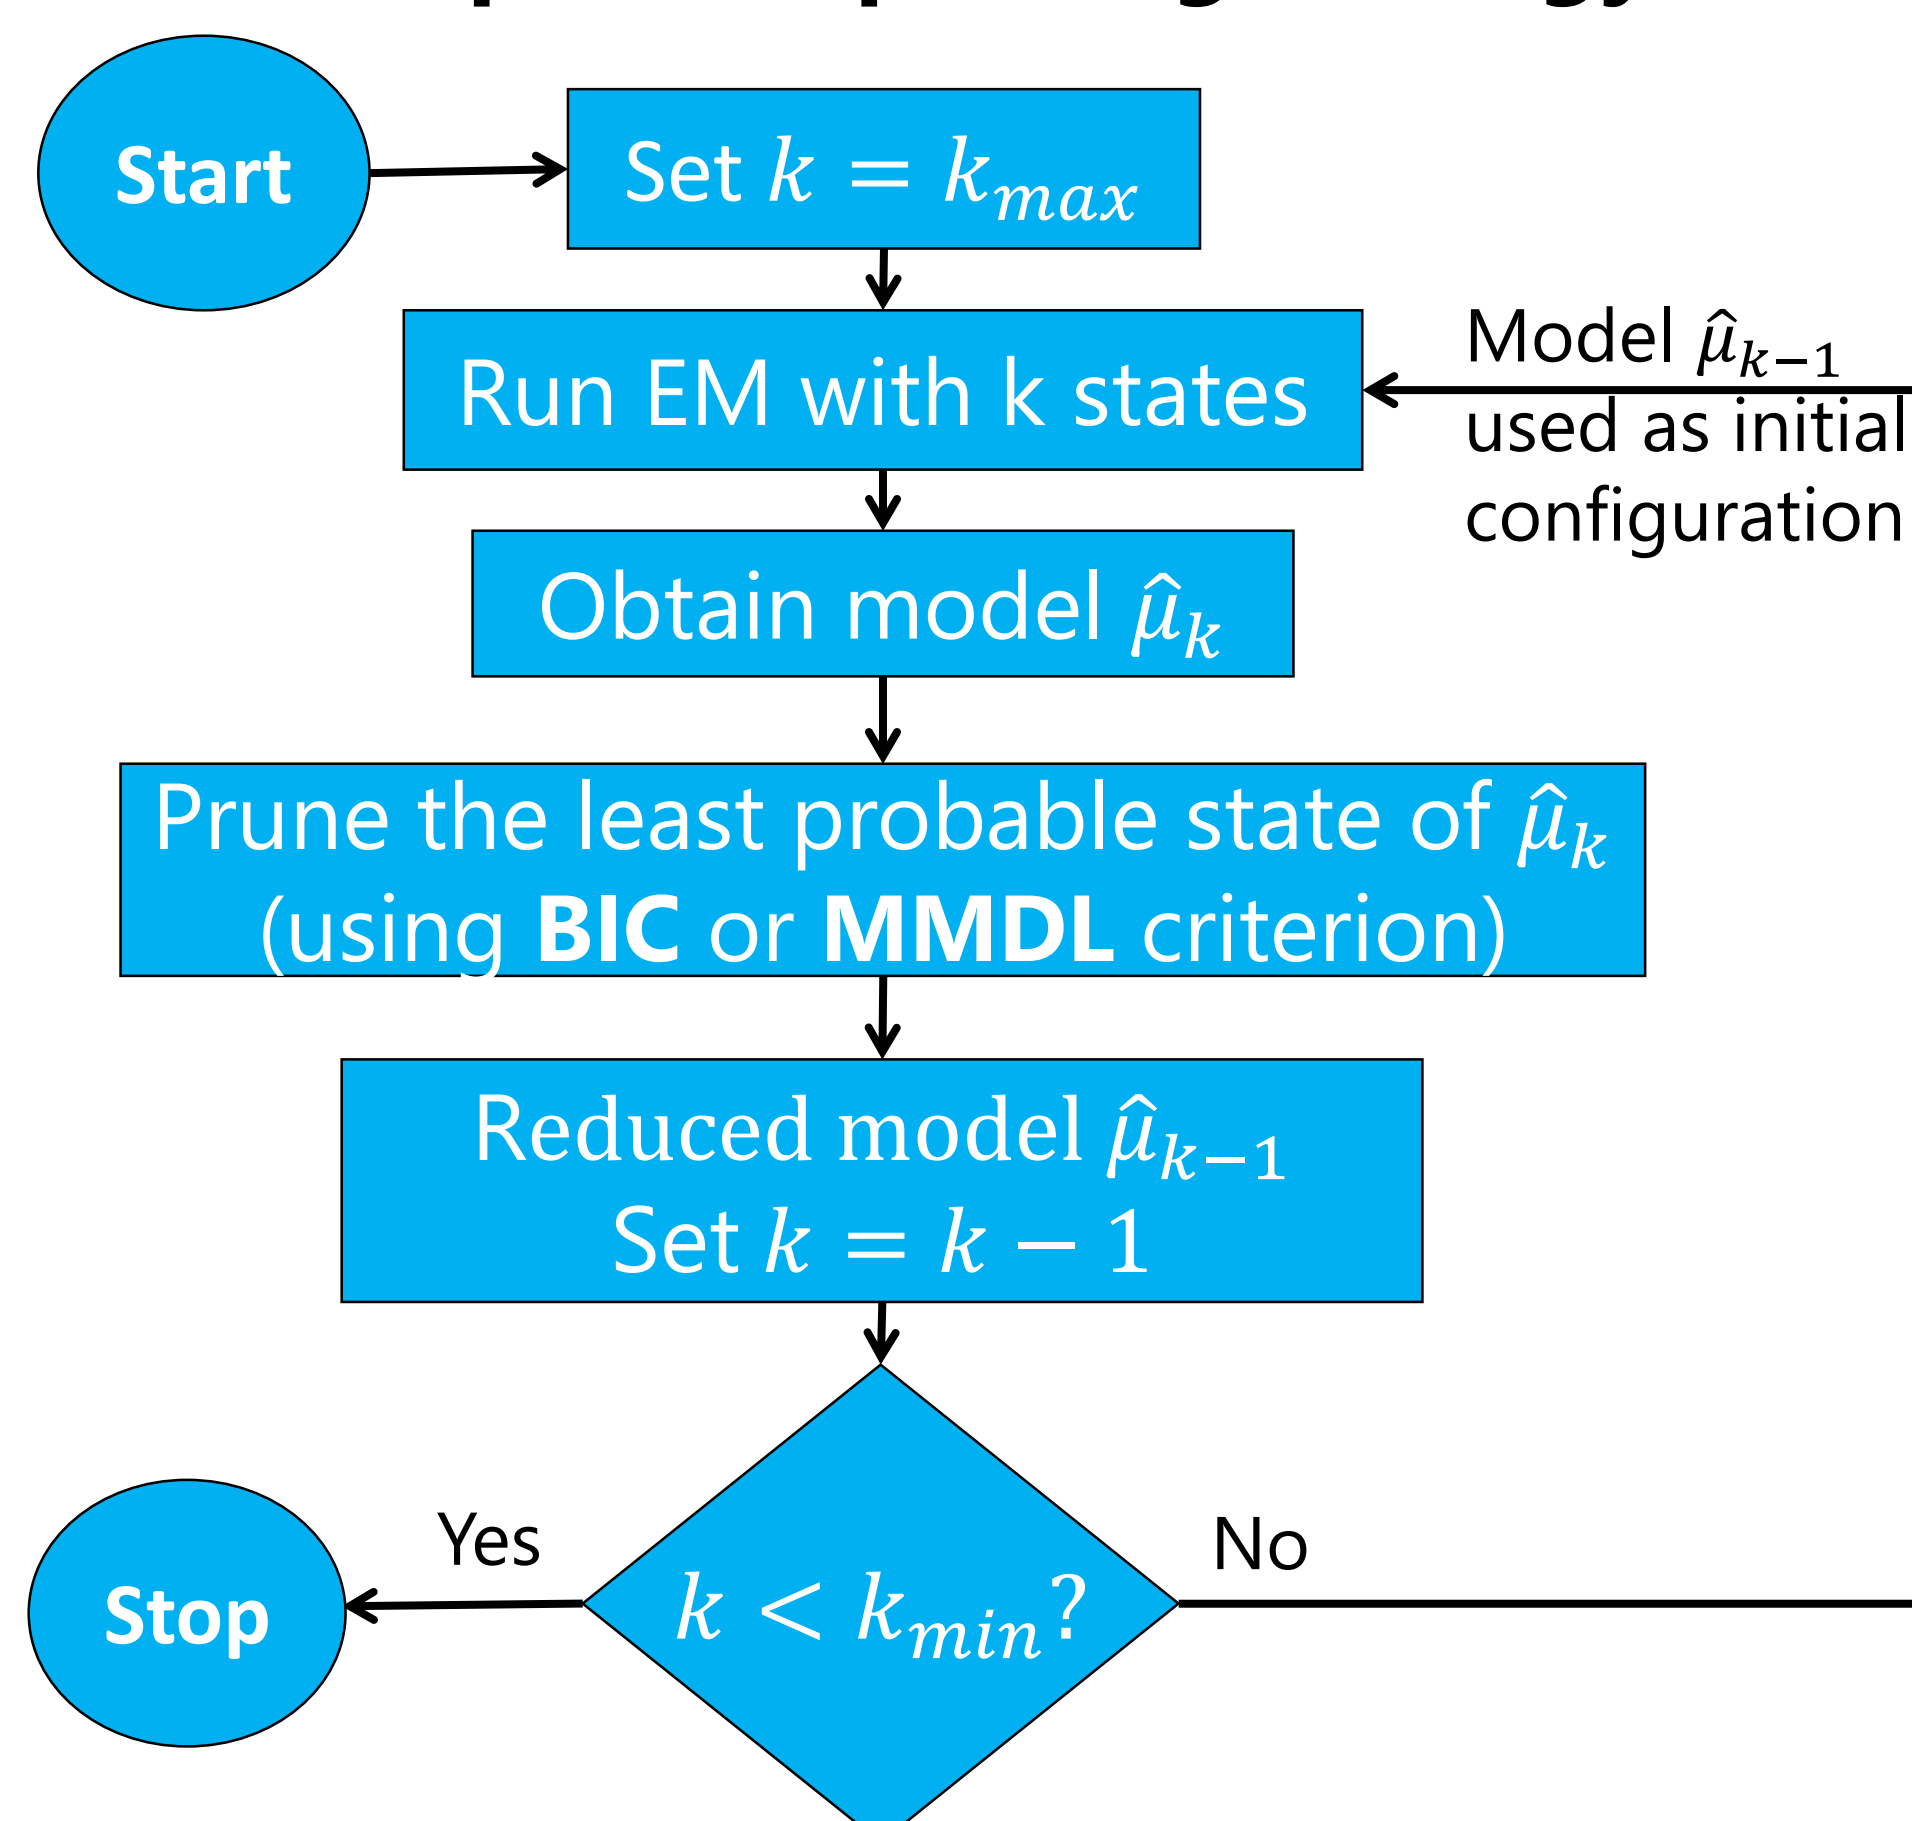 Start
Set k = k_max
Run EM with k states
Model μ̂_{k−1}
used as initial
configuration
Obtain model μ̂_k
Prune the least probable state of μ̂_k
(using BIC or MMDL criterion)
Reduced model μ̂_{k−1}
Set k = k − 1
Yes
No
Stop
k < k_min?